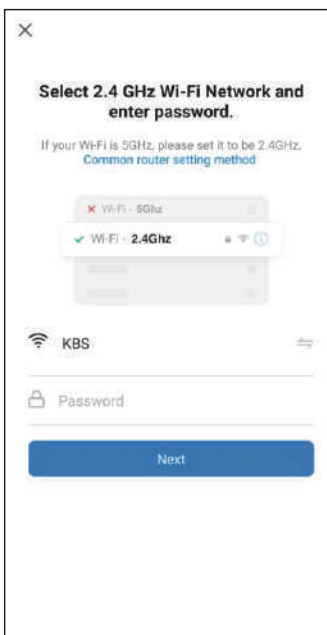 Select 2.4 GHz Wi-Fi Network and
enter password.
If your Wi-Fi is 5GHz, please set it to be 2.4GHz.
Common router setting method
Wi-Fi - 5Ghz
Wi-Fi - 2.4Ghz
KBS
Password
Next